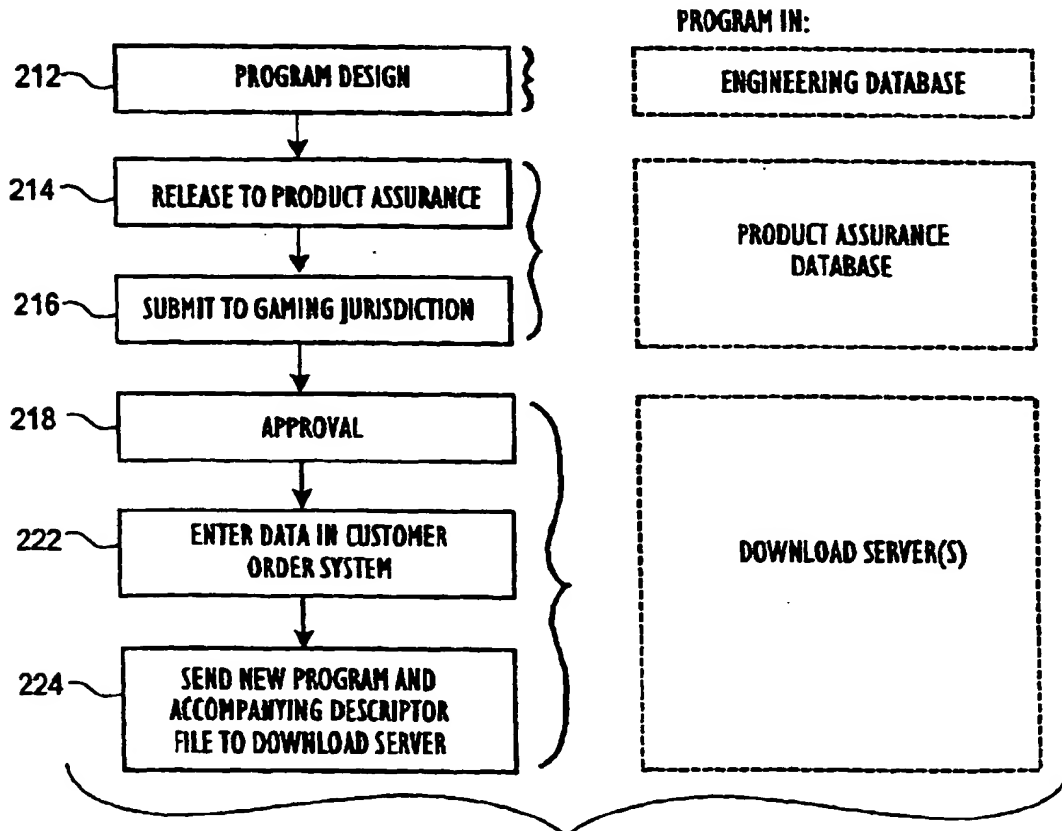 PROGRAM IN:
212
PROGRAM DESIGN
ENGINEERING DATABASE
214
RELEASE TO PRODUCT ASSURANCE
PRODUCT ASSURANCE
DATABASE
216
SUBMIT TO GAMING JURISDICTION
218
APPROVAL
222
ENTER DATA IN CUSTOMER
ORDER SYSTEM
DOWNLOAD SERVER(S)
224
SEND NEW PROGRAM AND
ACCOMPANYING DESCRIPTOR
FILE TO DOWNLOAD SERVER